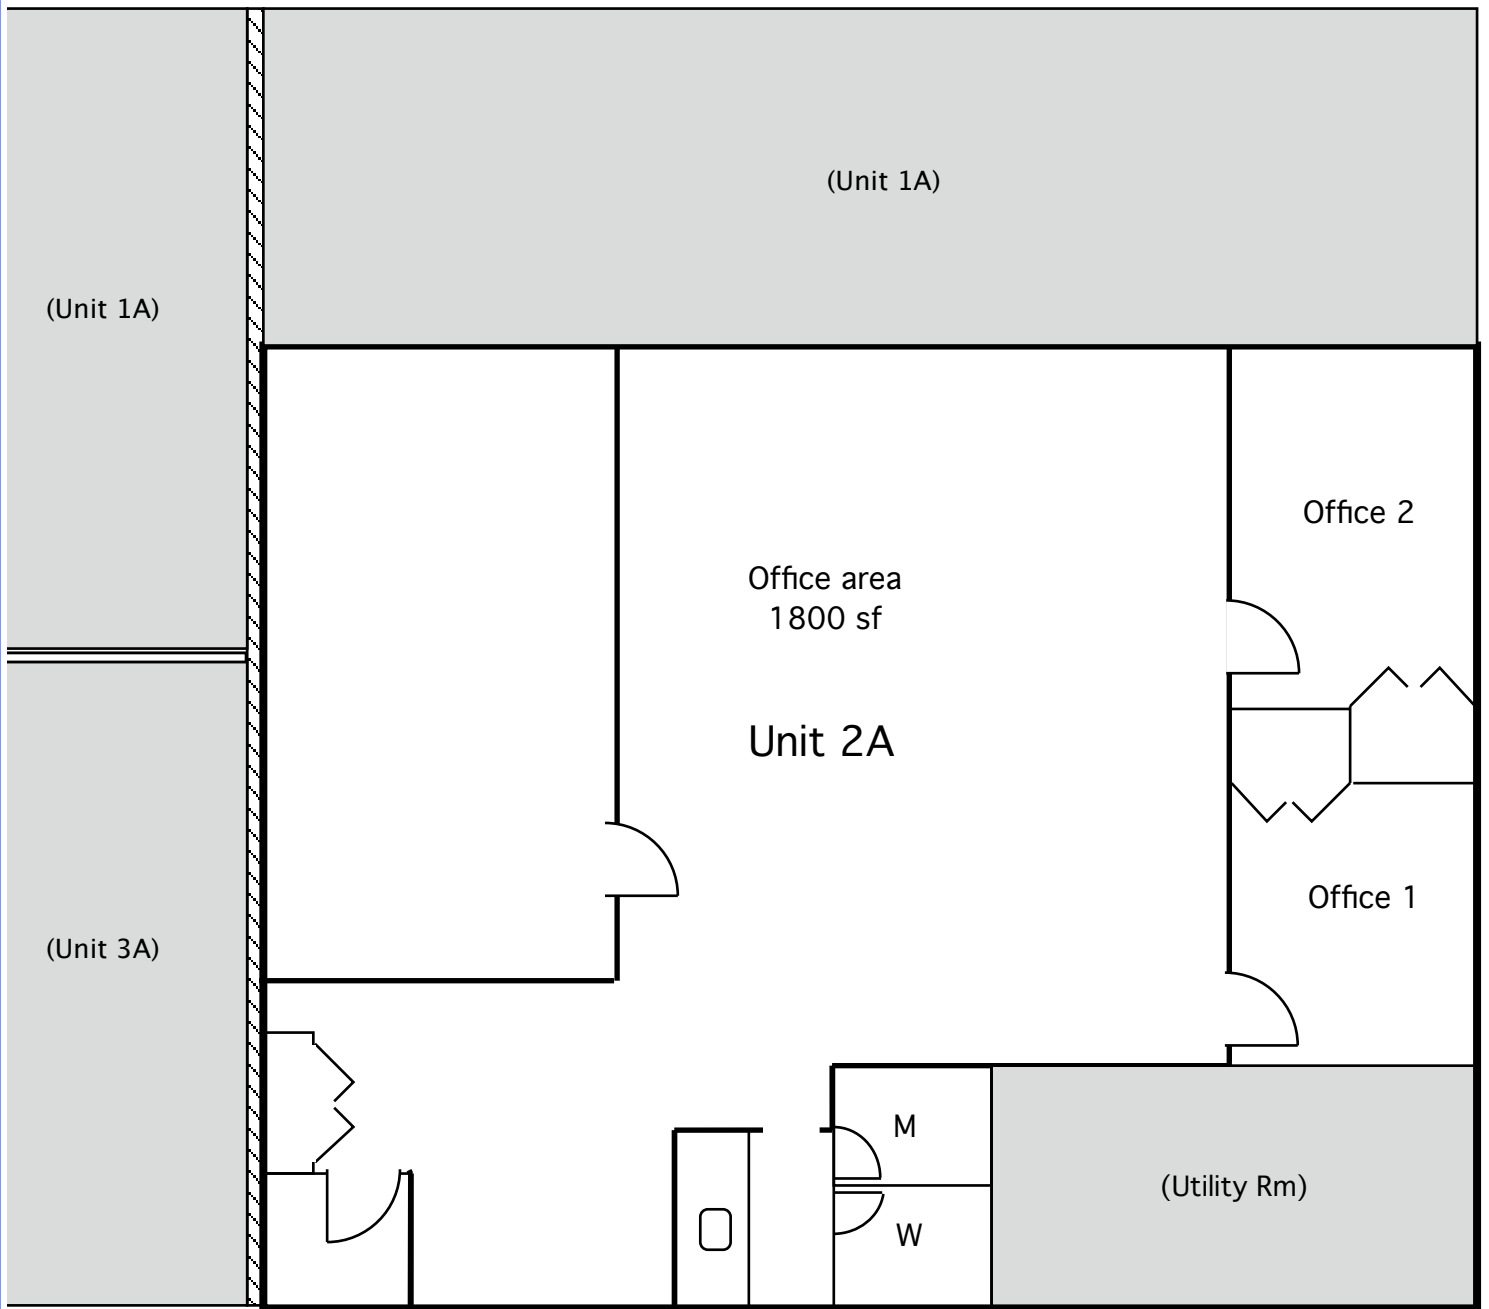 (Unit 1A)
(Unit 1A)
Office 2
Office area
1800 sf
Unit 2A
Office 1
(Unit 3A)
M
(Utility Rm)
W